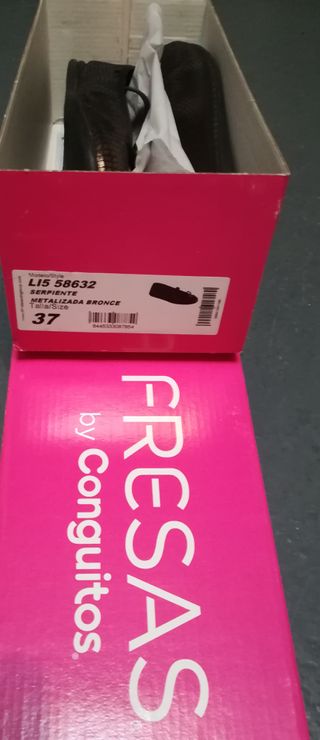 Modelo/Style
LI5 58632
SERPIENTE
METALIZADA BRONCE
Talla/Size
37
FRESAS
by Conguitos®